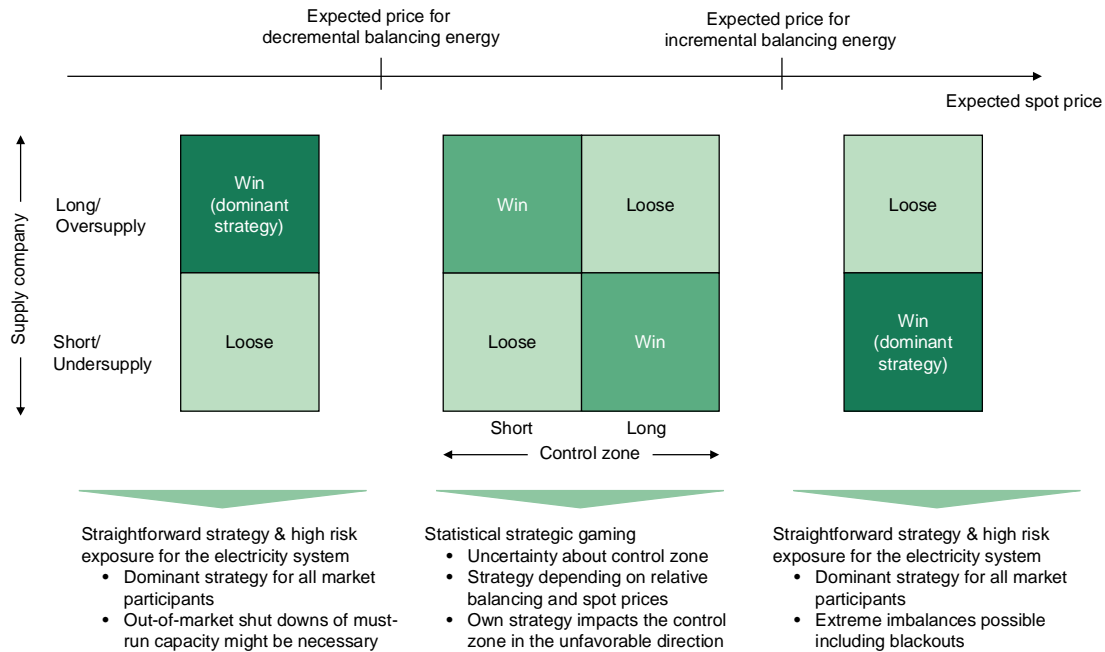 Expected price for
decremental balancing energy
Expected price for
incremental balancing energy
Expected spot price
Supply company
Long/
Oversupply
Short/
Undersupply
Win
(dominant
strategy)
Loose
Win
Loose
Loose
Win
Short
Long
Control zone
Loose
Win
(dominant
strategy)
Straightforward strategy & high risk
exposure for the electricity system
• Dominant strategy for all market
participants
• Out-of-market shut downs of must-
run capacity might be necessary
Statistical strategic gaming
• Uncertainty about control zone
• Strategy depending on relative
balancing and spot prices
• Own strategy impacts the control
zone in the unfavorable direction
Straightforward strategy & high risk
exposure for the electricity system
• Dominant strategy for all market
participants
• Extreme imbalances possible
including blackouts